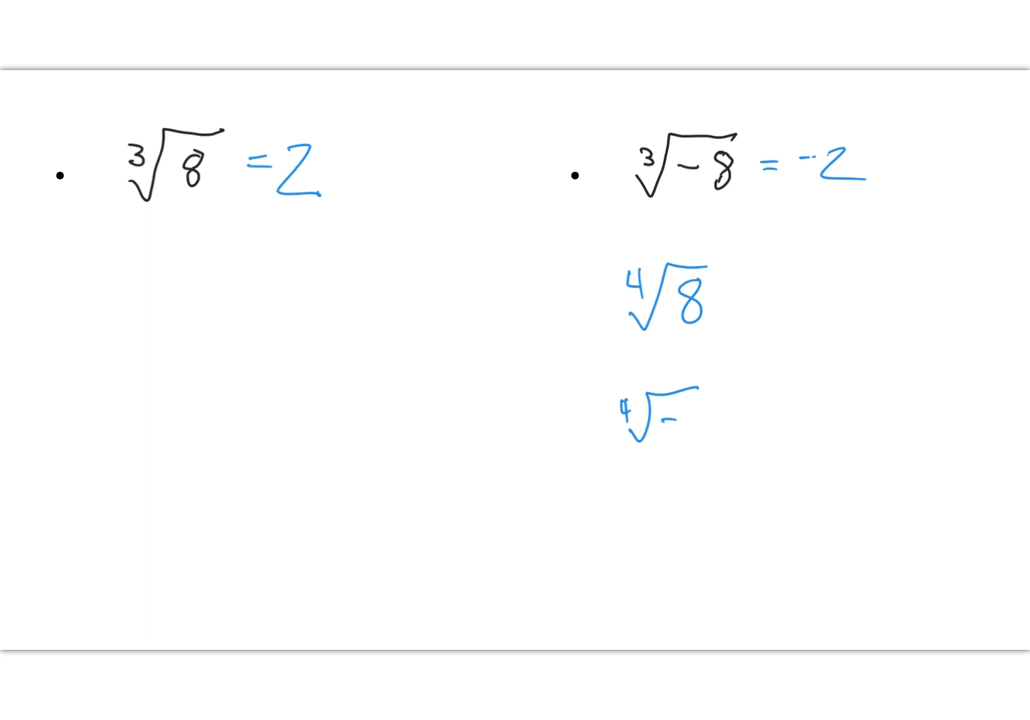 • ∛8 = 2
• ∛-8 = -2
∜8
∜-